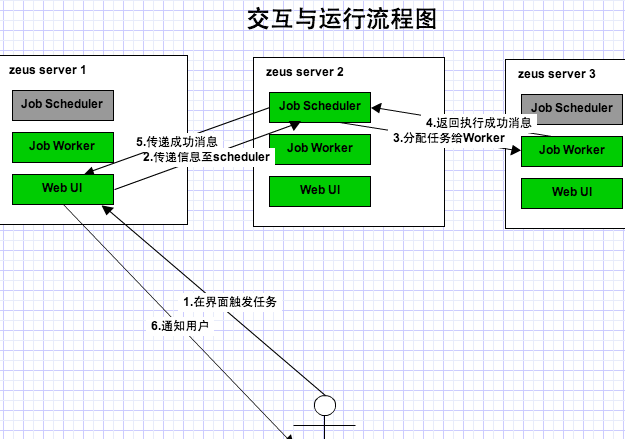 交互与运行流程图
zeus server 1
Job Scheduler
Job Worker
Web UI
zeus server 2
Job Scheduler
Job Worker
Web UI
zeus server 3
Job Scheduler
Job Worker
Web UI
5.传递成功消息
2.传递信息至scheduler
4.返回执行成功消息
3.分配任务给Worker
1.在界面触发任务
6.通知用户